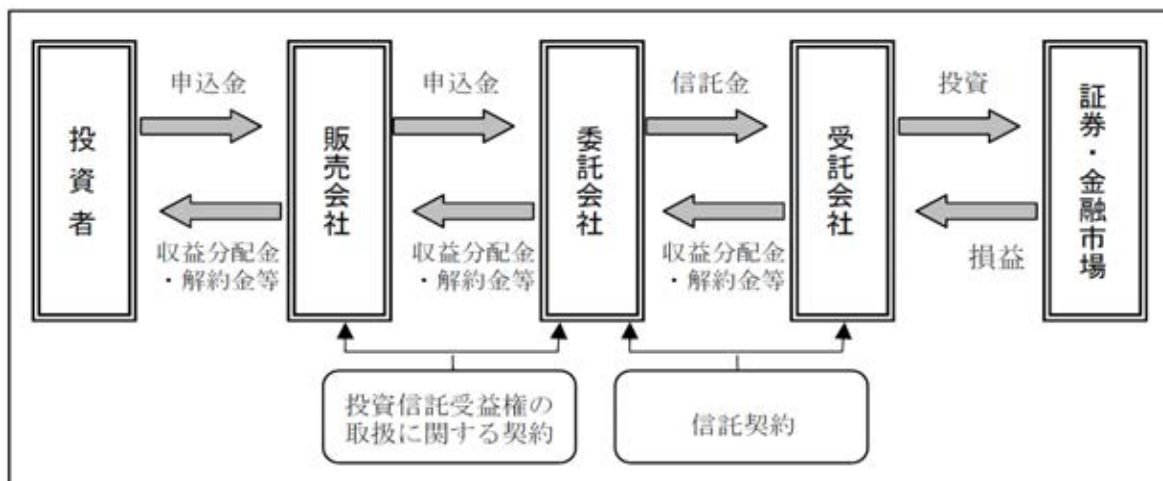 投資者
申込金
収益分配金
・解約金等
販売会社
申込金
収益分配金
・解約金等
委託会社
信託金
収益分配金
・解約金等
受託会社
投資
損益
証券・金融市場
投資信託受益権の
取扱に関する契約
信託契約